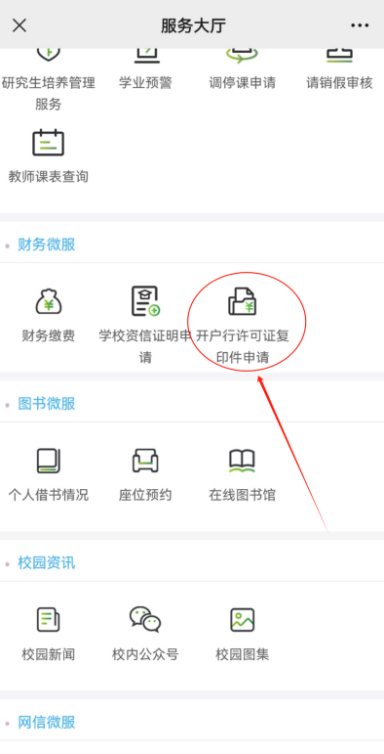 服务大厅
研究生培养管理
服务
学业预警
调停课申请
请销假审核
教师课表查询
财务微服
财务缴费
学校资信证明申
请
开户行许可证复
印件申请
图书微服
个人借书情况
座位预约
在线图书馆
校园资讯
校园新闻
校内公众号
校园图集
网信微服